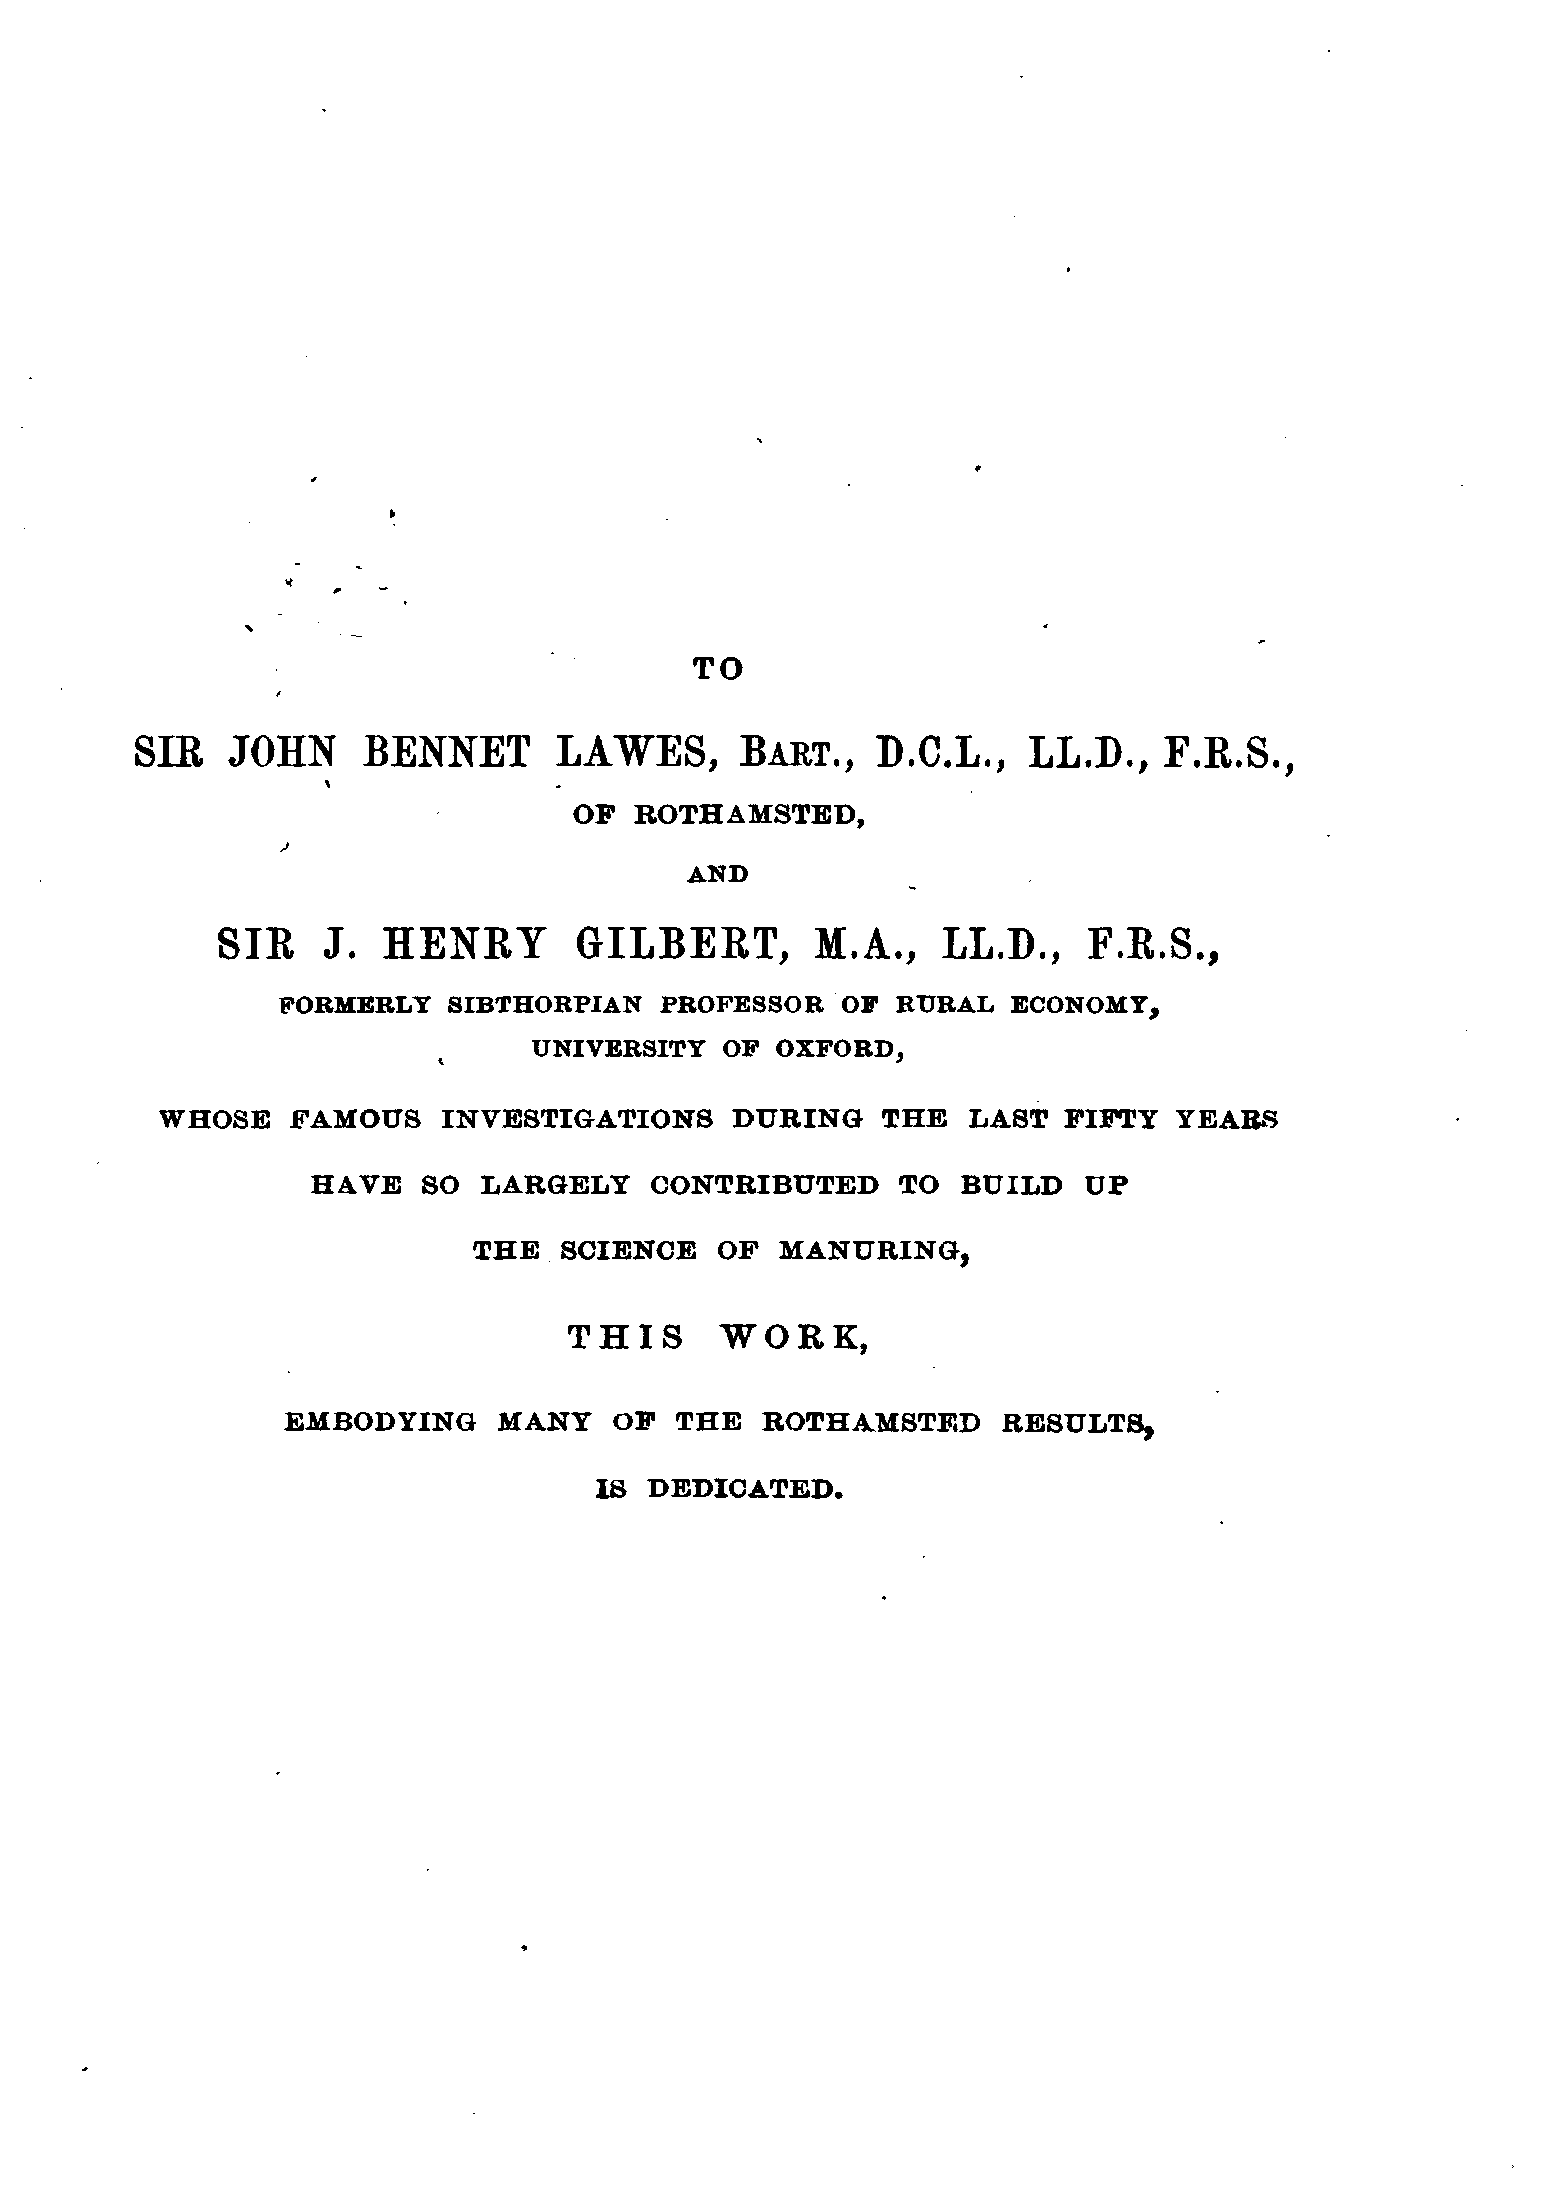 TO
SIR JOHN BENNET LAWES, BART., D.C.L., LL.D., F.R.S.,
OF ROTHAMSTED,
AND
SIR J. HENRY GILBERT, M.A., LL.D., F.R.S.,
FORMERLY SIBTHORPIAN PROFESSOR OF RURAL ECONOMY,
UNIVERSITY OF OXFORD,
WHOSE FAMOUS INVESTIGATIONS DURING THE LAST FIFTY YEARS
HAVE SO LARGELY CONTRIBUTED TO BUILD UP
THE SCIENCE OF MANURING,
THIS WORK,
EMBODYING MANY OF THE ROTHAMSTED RESULTS,
IS DEDICATED.